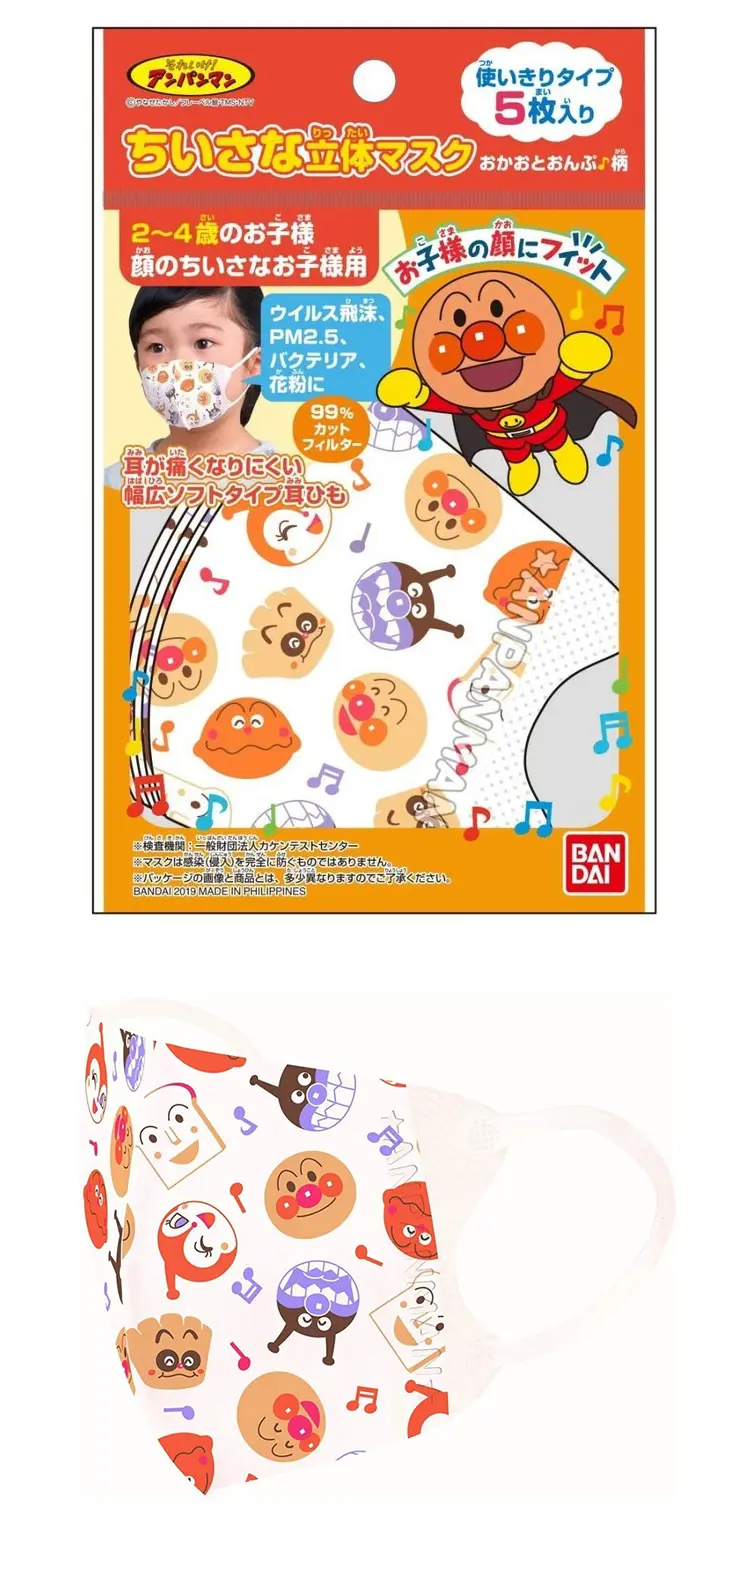 それいけ!
アンパンマン
©やなせたかし/フレーベル館・TMS・NTV
使いきりタイプ
5枚入り
ちいさな立体マスク おかおとおんぷ♪柄
2〜4歳のお子様
顔のちいさなお子様用
お子様の顔にフィット
ウイルス飛沫、
PM2.5、
バクテリア、
花粉に
99%
カット
フィルター
耳が痛くなりにくい
幅広ソフトタイプ耳ひも
☆ANPANMAN
※検査機関：一般財団法人カケンテストセンター
※マスクは感染(侵入)を完全に防ぐものではありません。
※パッケージの画像と商品とは、多少異なりますのでご了承ください。
BANDAI 2019 MADE IN PHILIPPINES
BAN
DAI